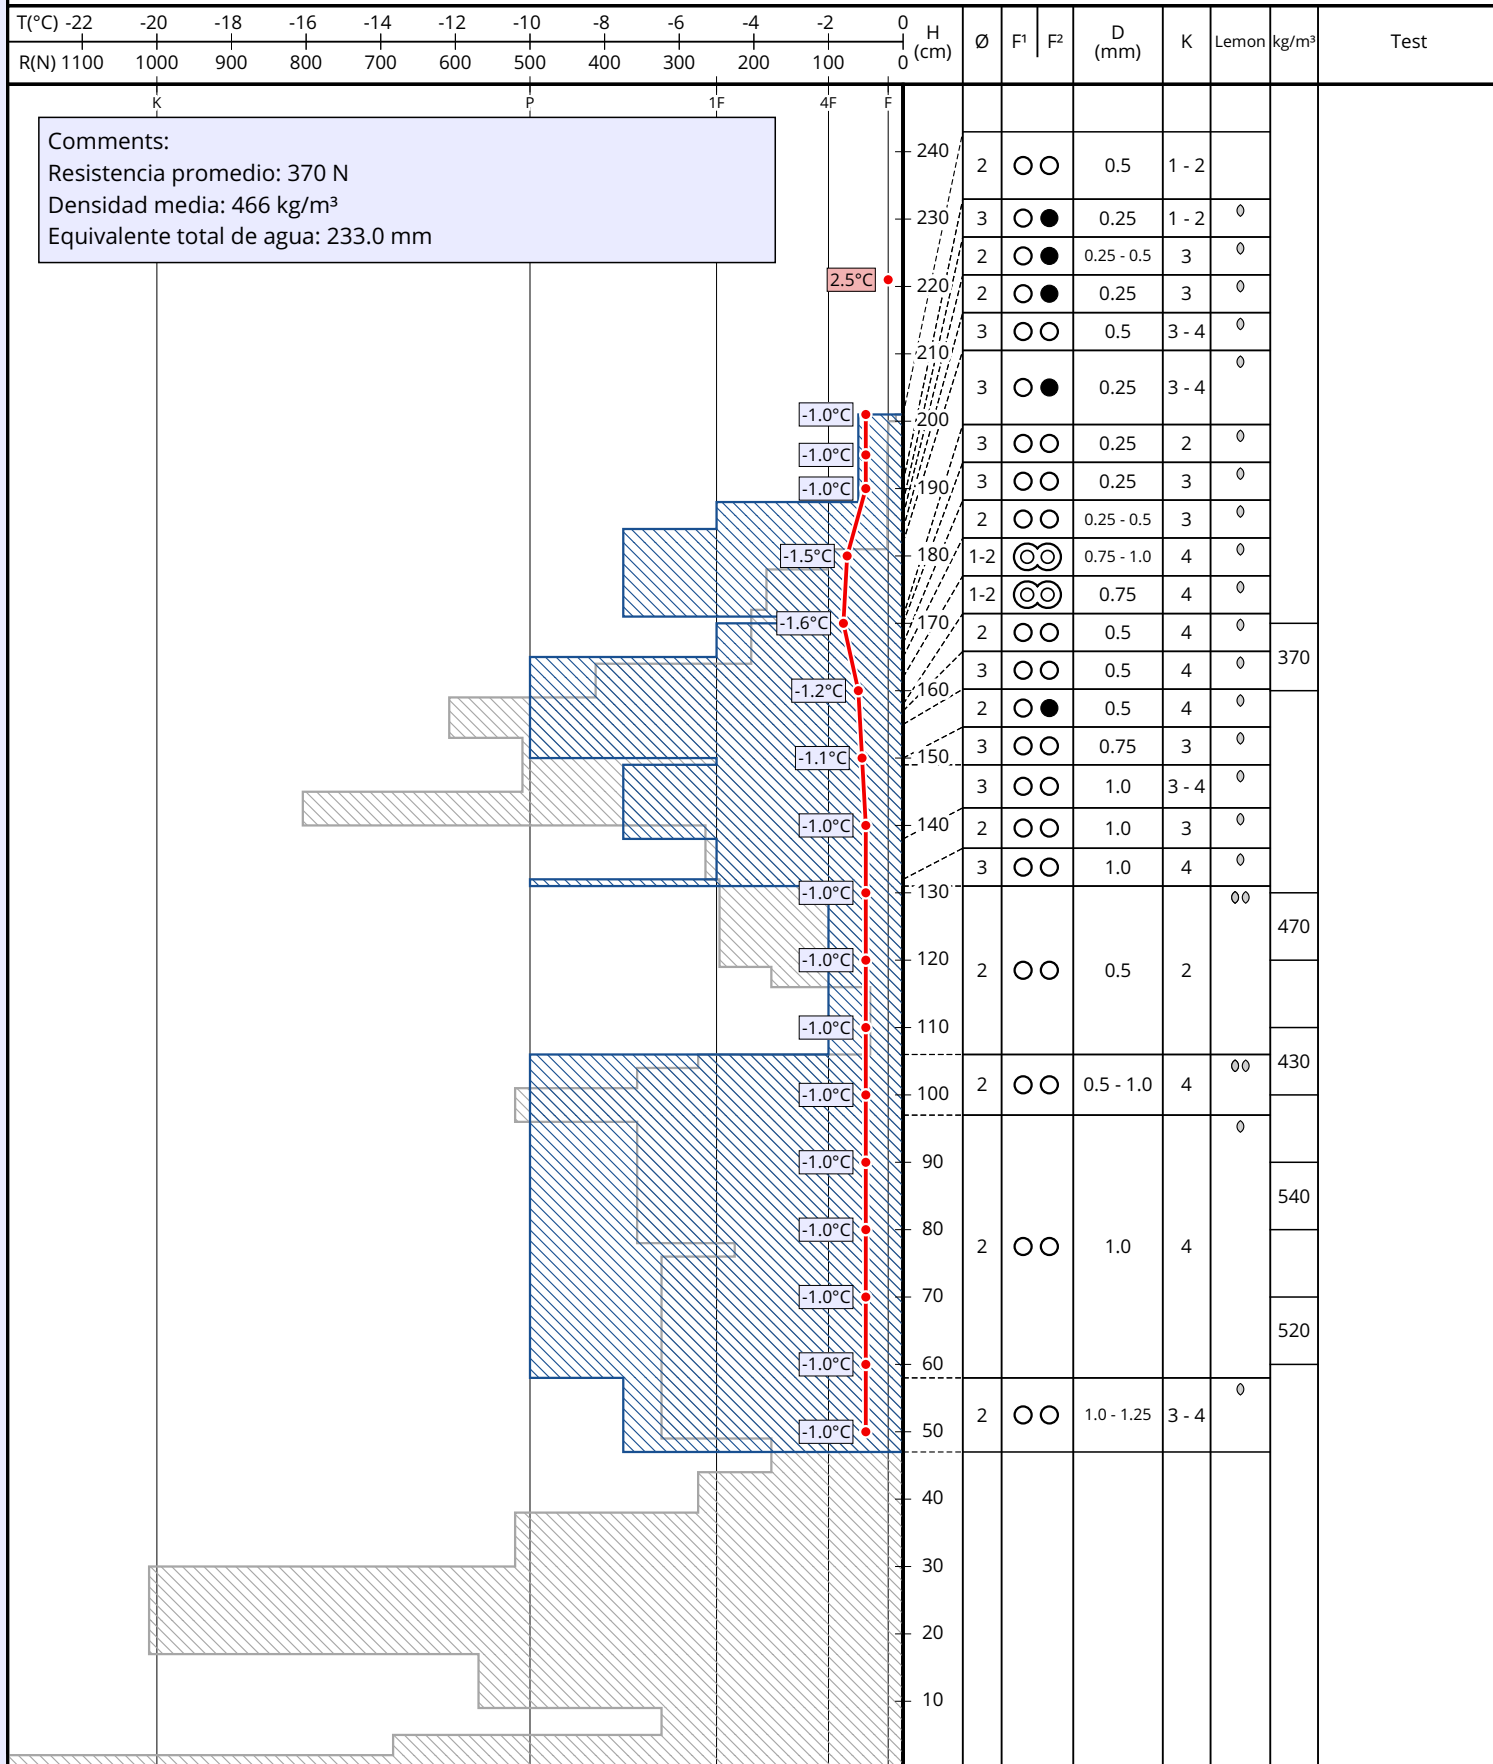 T(°C) -22 -20 -18 -16 -14 -12 -10 -8 -6 -4 -2 0
R(N) 1100 1000 900 800 700 600 500 400 300 200 100 0
H (cm) Ø F¹ F² D (mm) K Lemon kg/m³ Test
K P 1F 4F F
Comments:
Resistencia promedio: 370 N
Densidad media: 466 kg/m³
Equivalente total de agua: 233.0 mm
240
2 0.5 1 - 2
230
3 0.25 1 - 2
2 0.25 - 0.5 3
2.5°C
220
2 0.25 3
3 0.5 3 - 4
210
3 0.25 3 - 4
-1.0°C
200
3 0.25 2
-1.0°C
3 0.25 3
-1.0°C
190
2 0.25 - 0.5 3
-1.5°C
180
1-2 0.75 - 1.0 4
1-2 0.75 4
-1.6°C
170
2 0.5 4
370
3 0.5 4
-1.2°C
160
2 0.5 4
3 0.75 3
-1.1°C
150
3 1.0 3 - 4
-1.0°C
140
2 1.0 3
3 1.0 4
-1.0°C
130
470
-1.0°C
120
2 0.5 2
-1.0°C
110
430
2 0.5 - 1.0 4
-1.0°C
100
-1.0°C
90
540
-1.0°C
80
2 1.0 4
-1.0°C
70
520
-1.0°C
60
2 1.0 - 1.25 3 - 4
-1.0°C
50
40
30
20
10